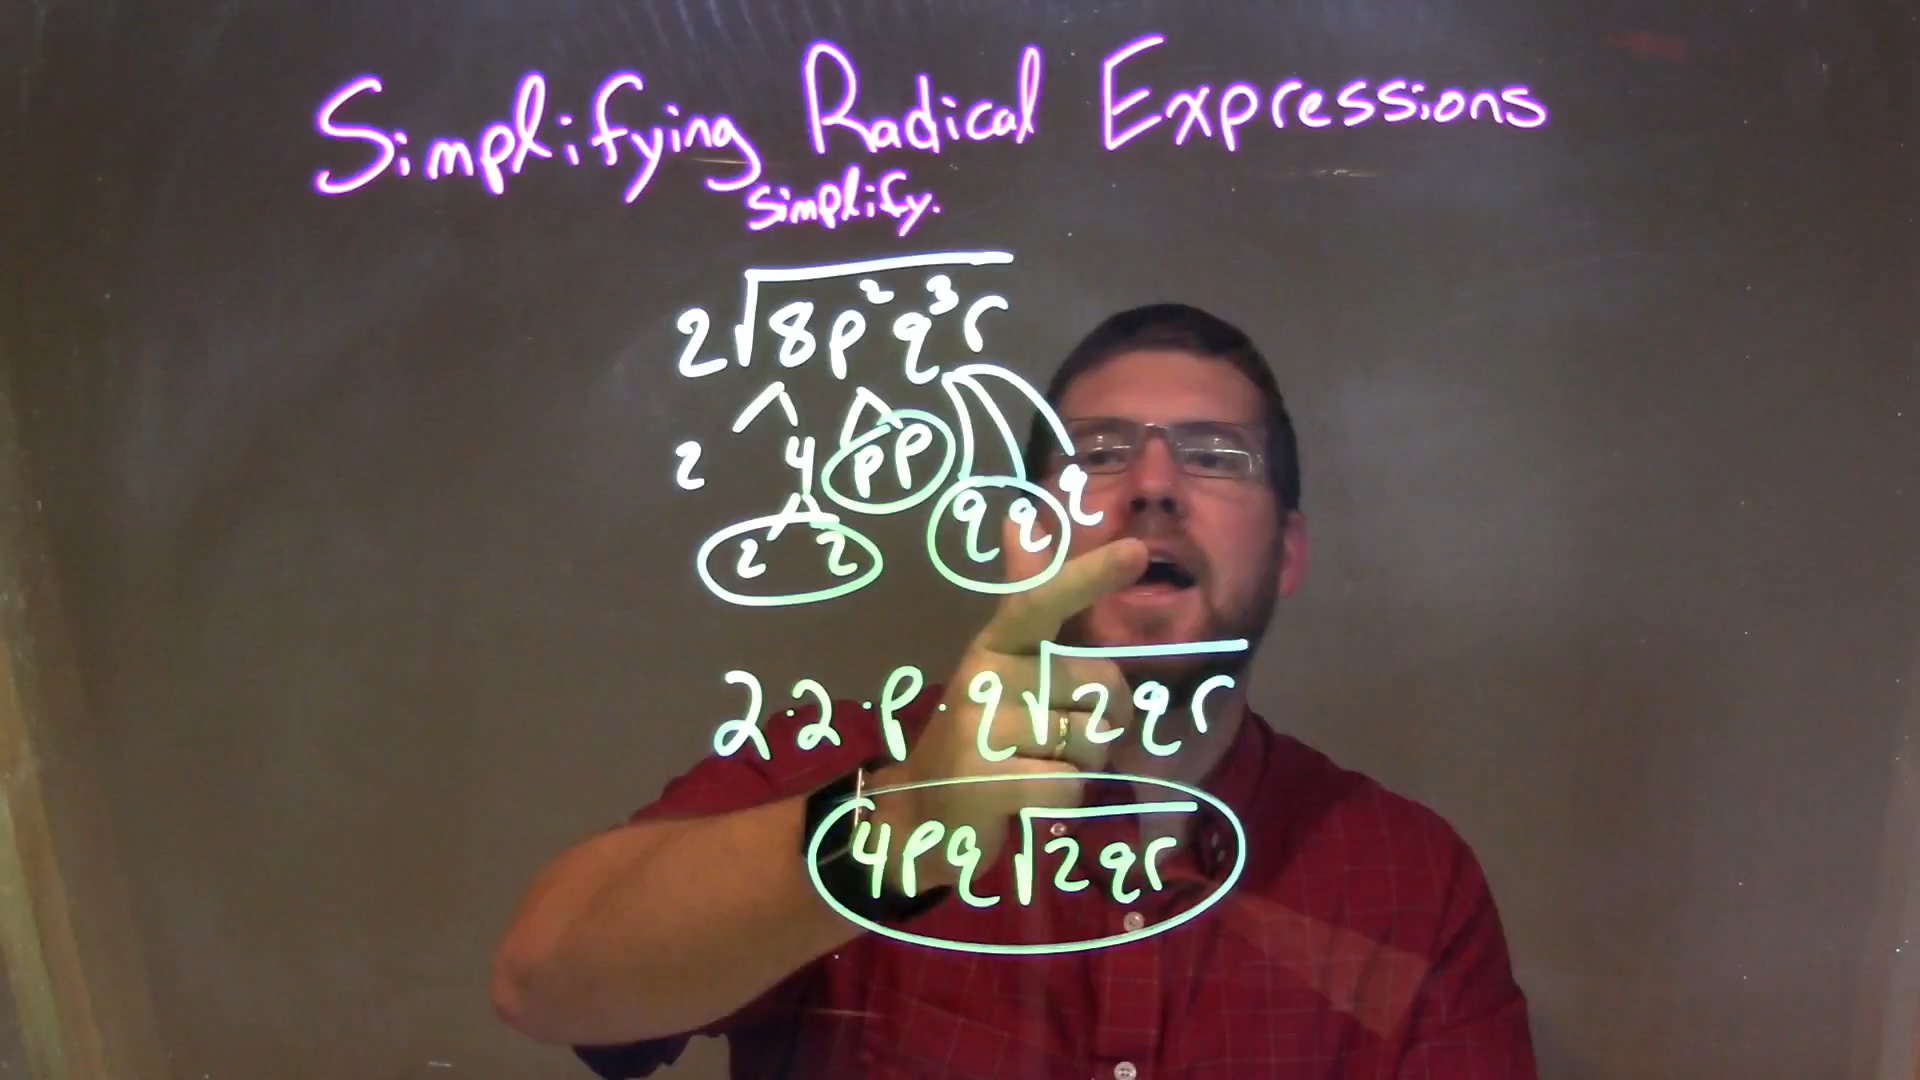 Simplifying Radical Expressions
simplify.
2√8p²q³r
2 4 pp q
2 2 qq
2·2·p·q√2qr
4pq√2qr